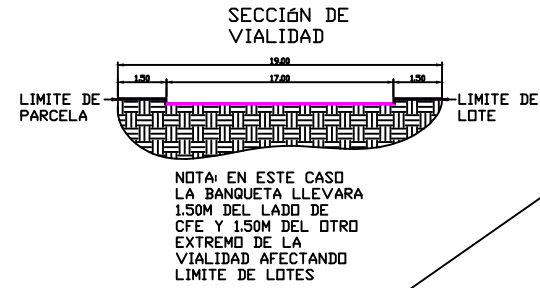 SECCIóN DE
VIALIDAD
19.00
1.50
17.00
1.50
LIMITE DE
PARCELA
LIMITE DE
LOTE
NOTA: EN ESTE CASO
LA BANQUETA LLEVARA
1.50M DEL LADO DE
CFE Y 1.50M DEL OTRO
EXTREMO DE LA
VIALIDAD AFECTANDO
LIMITE DE LOTES